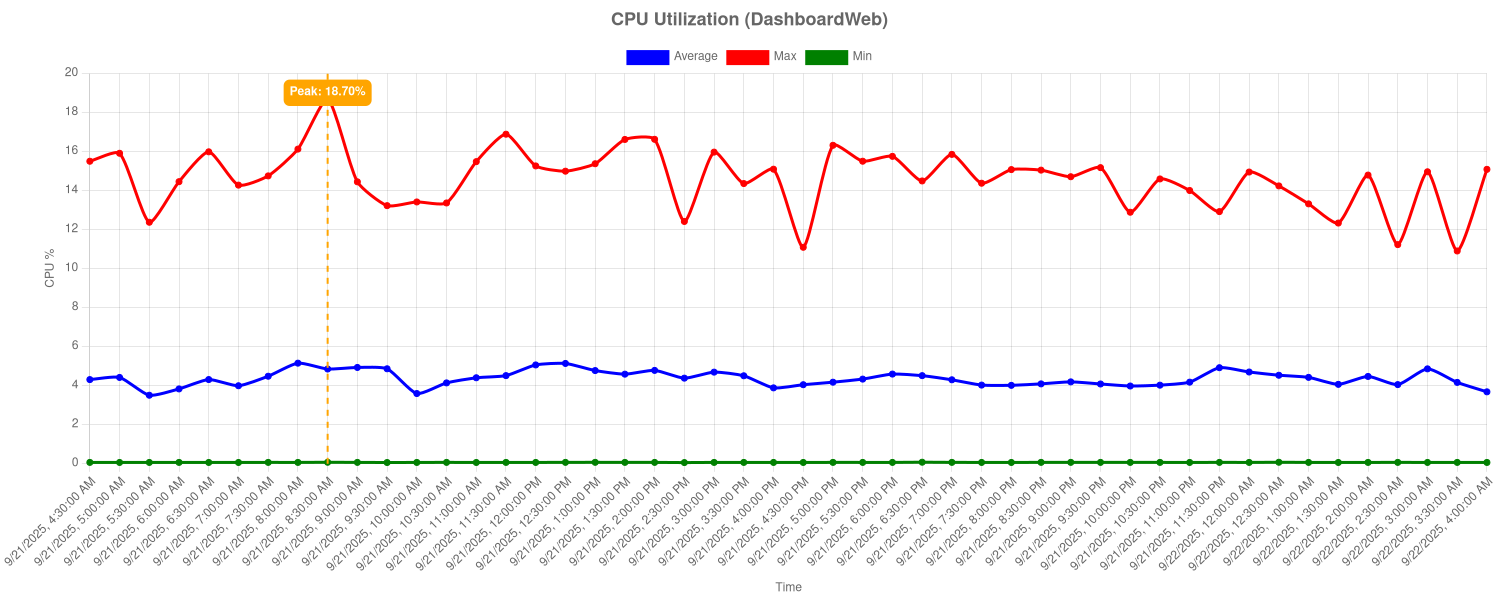 CPU Utilization (DashboardWeb)
Average Max Min
20
18
16
14
12
10
8
6
4
2
0
CPU %
Peak: 18.70%
9/21/2025, 4:30:00 AM
9/21/2025, 5:00:00 AM
9/21/2025, 5:30:00 AM
9/21/2025, 6:00:00 AM
9/21/2025, 6:30:00 AM
9/21/2025, 7:00:00 AM
9/21/2025, 7:30:00 AM
9/21/2025, 8:00:00 AM
9/21/2025, 8:30:00 AM
9/21/2025, 9:00:00 AM
9/21/2025, 9:30:00 AM
9/21/2025, 10:00:00 AM
9/21/2025, 10:30:00 AM
9/21/2025, 11:00:00 AM
9/21/2025, 11:30:00 AM
9/21/2025, 12:00:00 PM
9/21/2025, 12:30:00 PM
9/21/2025, 1:00:00 PM
9/21/2025, 1:30:00 PM
9/21/2025, 2:00:00 PM
9/21/2025, 2:30:00 PM
9/21/2025, 3:00:00 PM
9/21/2025, 3:30:00 PM
9/21/2025, 4:00:00 PM
9/21/2025, 4:30:00 PM
9/21/2025, 5:00:00 PM
9/21/2025, 5:30:00 PM
9/21/2025, 6:00:00 PM
9/21/2025, 6:30:00 PM
9/21/2025, 7:00:00 PM
9/21/2025, 7:30:00 PM
9/21/2025, 8:00:00 PM
9/21/2025, 8:30:00 PM
9/21/2025, 9:00:00 PM
9/21/2025, 9:30:00 PM
9/21/2025, 10:00:00 PM
9/21/2025, 10:30:00 PM
9/21/2025, 11:00:00 PM
9/21/2025, 11:30:00 PM
9/22/2025, 12:00:00 AM
9/22/2025, 12:30:00 AM
9/22/2025, 1:00:00 AM
9/22/2025, 1:30:00 AM
9/22/2025, 2:00:00 AM
9/22/2025, 2:30:00 AM
9/22/2025, 3:00:00 AM
9/22/2025, 3:30:00 AM
9/22/2025, 4:00:00 AM
Time